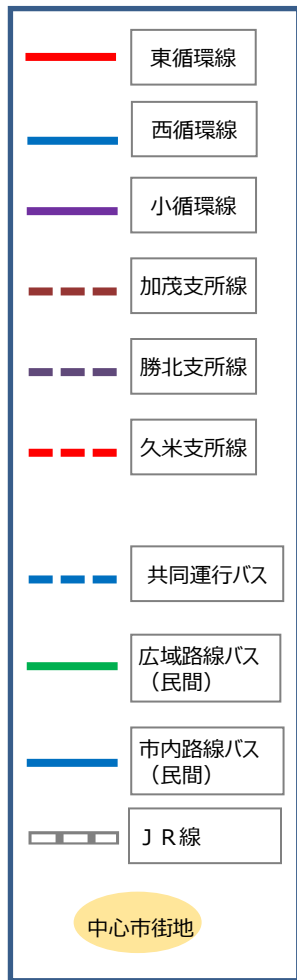 東循環線
西循環線
小循環線
加茂支所線
勝北支所線
久米支所線
共同運行バス
広域路線バス
（民間）
市内路線バス
（民間）
ＪＲ線
中心市街地